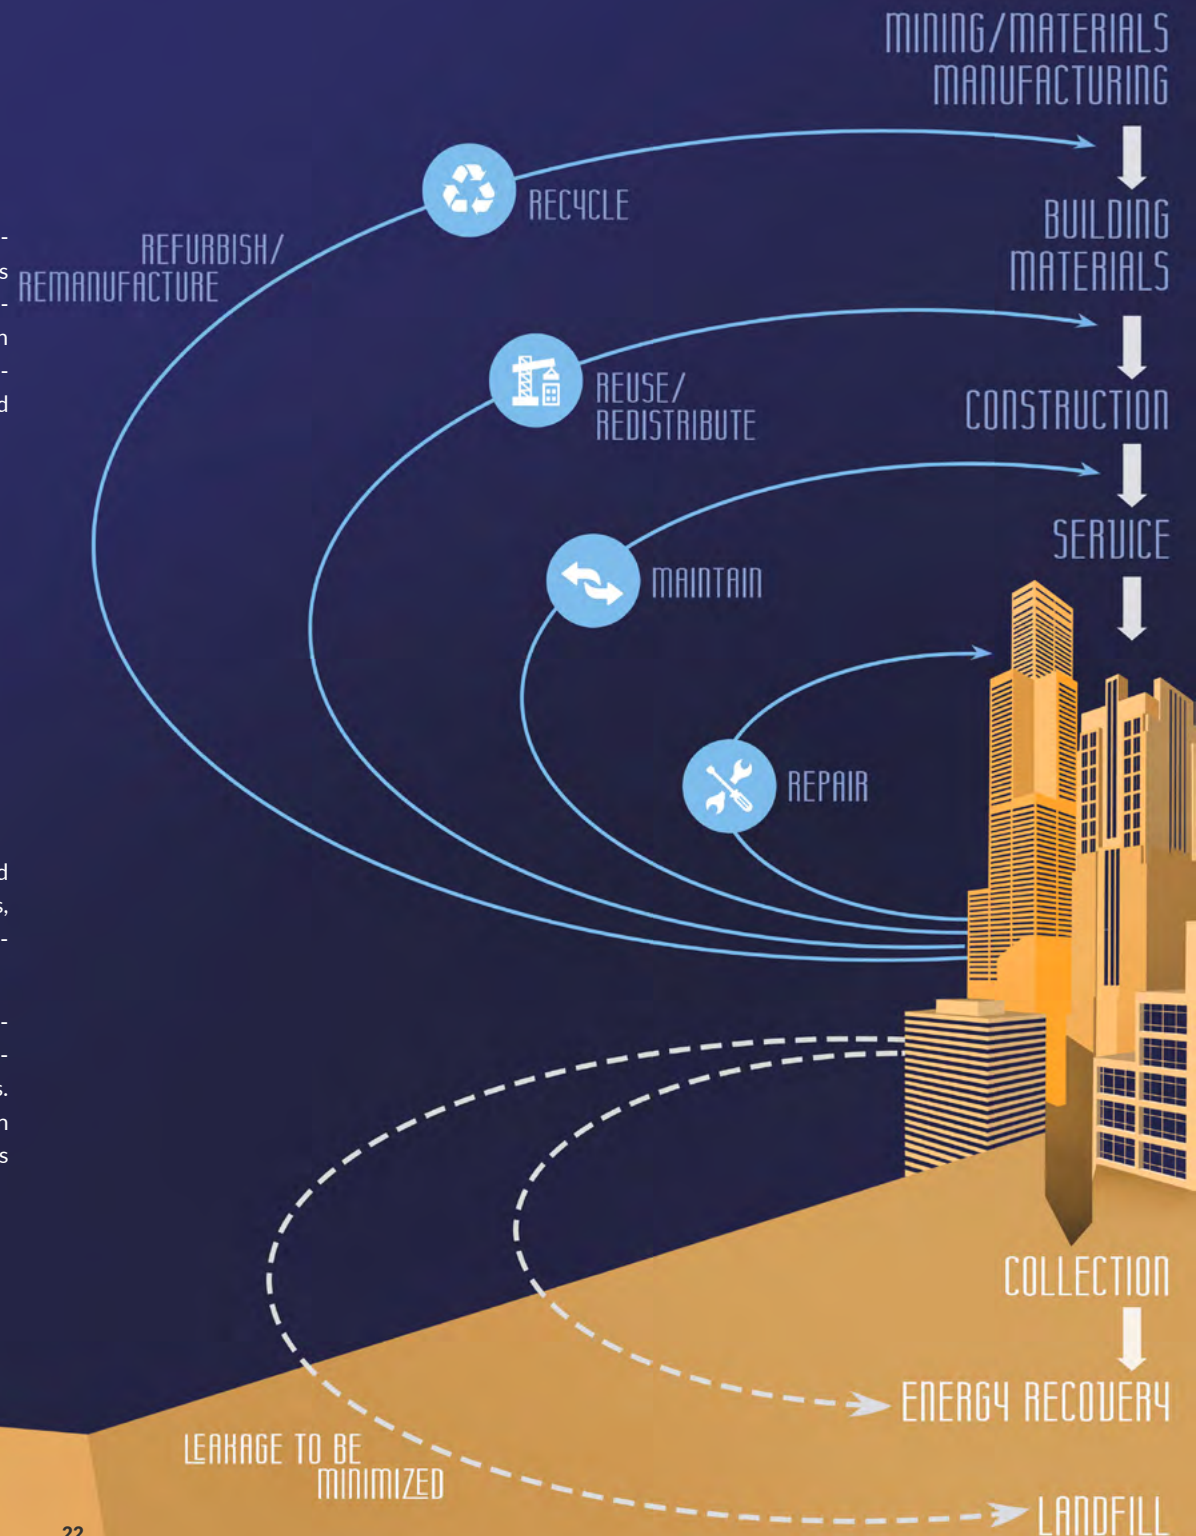 MINING/MATERIALS
MANUFACTURING
RECYCLE
REFURBISH/
REMANUFACTURE
BUILDING
MATERIALS
REUSE/
REDISTRIBUTE
CONSTRUCTION
SERVICE
MAINTAIN
REPAIR
COLLECTION
ENERGY RECOVERY
LEAKAGE TO BE
MINIMIZED
LANDFILL
22